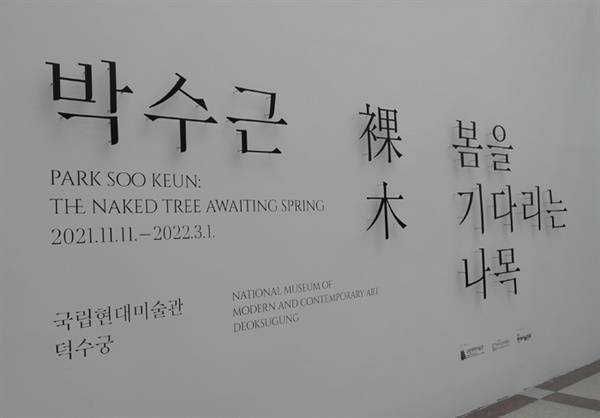 박수근
PARK SOO KEUN:
THE NAKED TREE AWAITING SPRING
2021.11.11.–2022.3.1.
裸
木
봄을
기다리는
나목
국립현대미술관
덕수궁
NATIONAL MUSEUM OF
MODERN AND CONTEMPORARY ART
DEOKSUGUNG